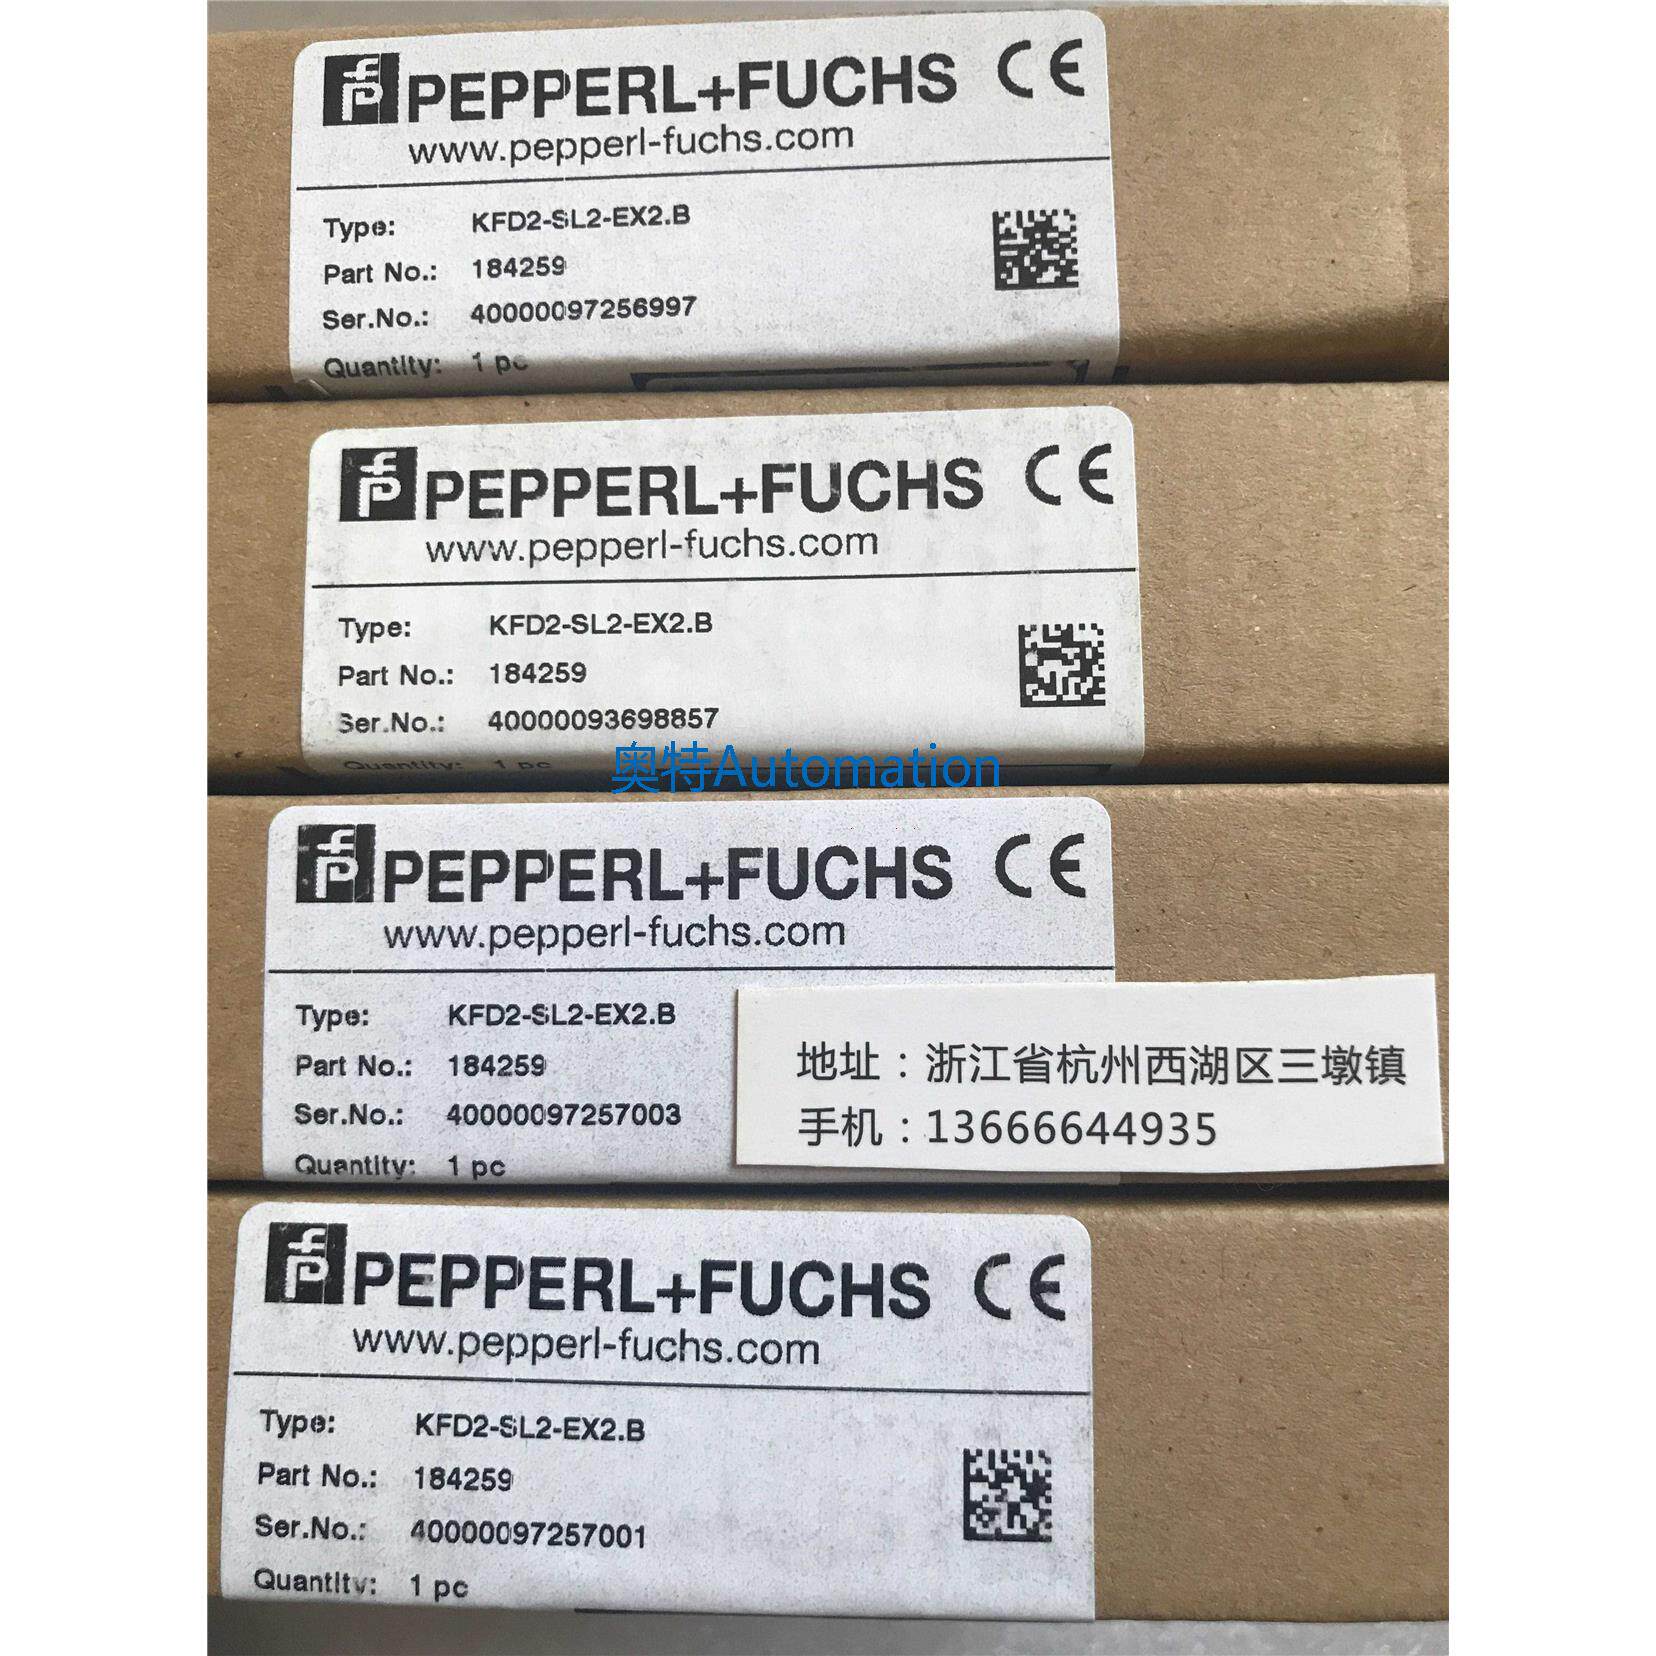 PEPPERL+FUCHS CE
www.pepperl-fuchs.com
Type: KFD2-SL2-EX2.B
Part No.: 184259
Ser.No.: 40000097256997
Quantity: 1 pc
PEPPERL+FUCHS CE
www.pepperl-fuchs.com
Type: KFD2-SL2-EX2.B
Part No.: 184259
Ser.No.: 40000093698857
Quantity: 1 pc
奥特Automation
PEPPERL+FUCHS CE
www.pepperl-fuchs.com
Type: KFD2-SL2-EX2.B
Part No.: 184259
Ser.No.: 40000097257003
Quantity: 1 pc
地址：浙江省杭州西湖区三墩镇
手机：13666644935
PEPPERL+FUCHS CE
www.pepperl-fuchs.com
Type: KFD2-SL2-EX2.B
Part No.: 184259
Ser.No.: 40000097257001
Quantity: 1 pc